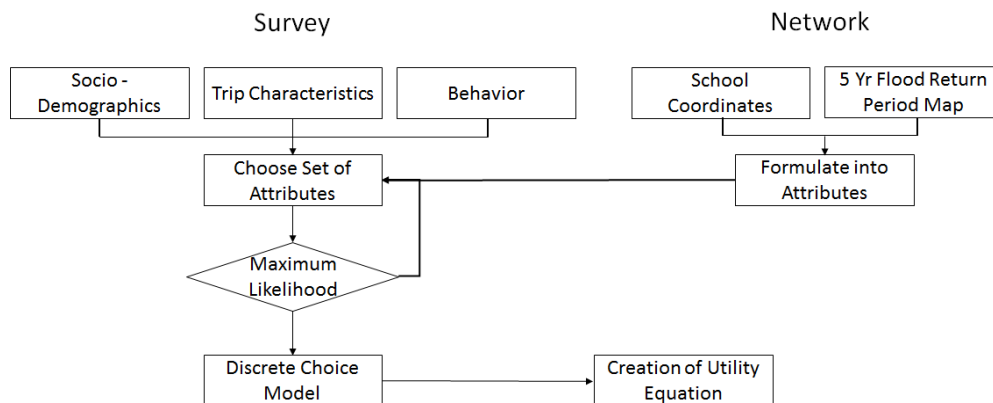 Survey
Network
Socio -
Demographics
Trip Characteristics
Behavior
School
Coordinates
5 Yr Flood Return
Period Map
Choose Set of
Attributes
Formulate into
Attributes
Maximum
Likelihood
Discrete Choice
Model
Creation of Utility
Equation